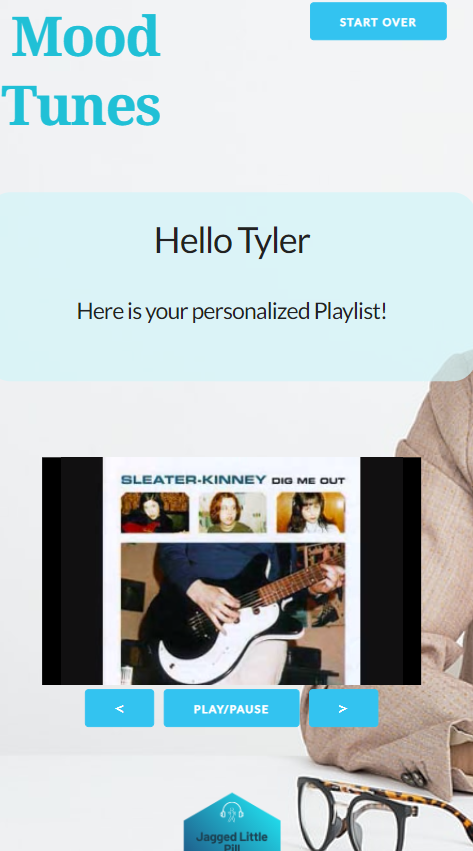 Mood
Tunes
START OVER
Hello Tyler
Here is your personalized Playlist!
SLEATER-KINNEY DIG ME OUT
<
PLAY/PAUSE
>
Jagged Little
Pill